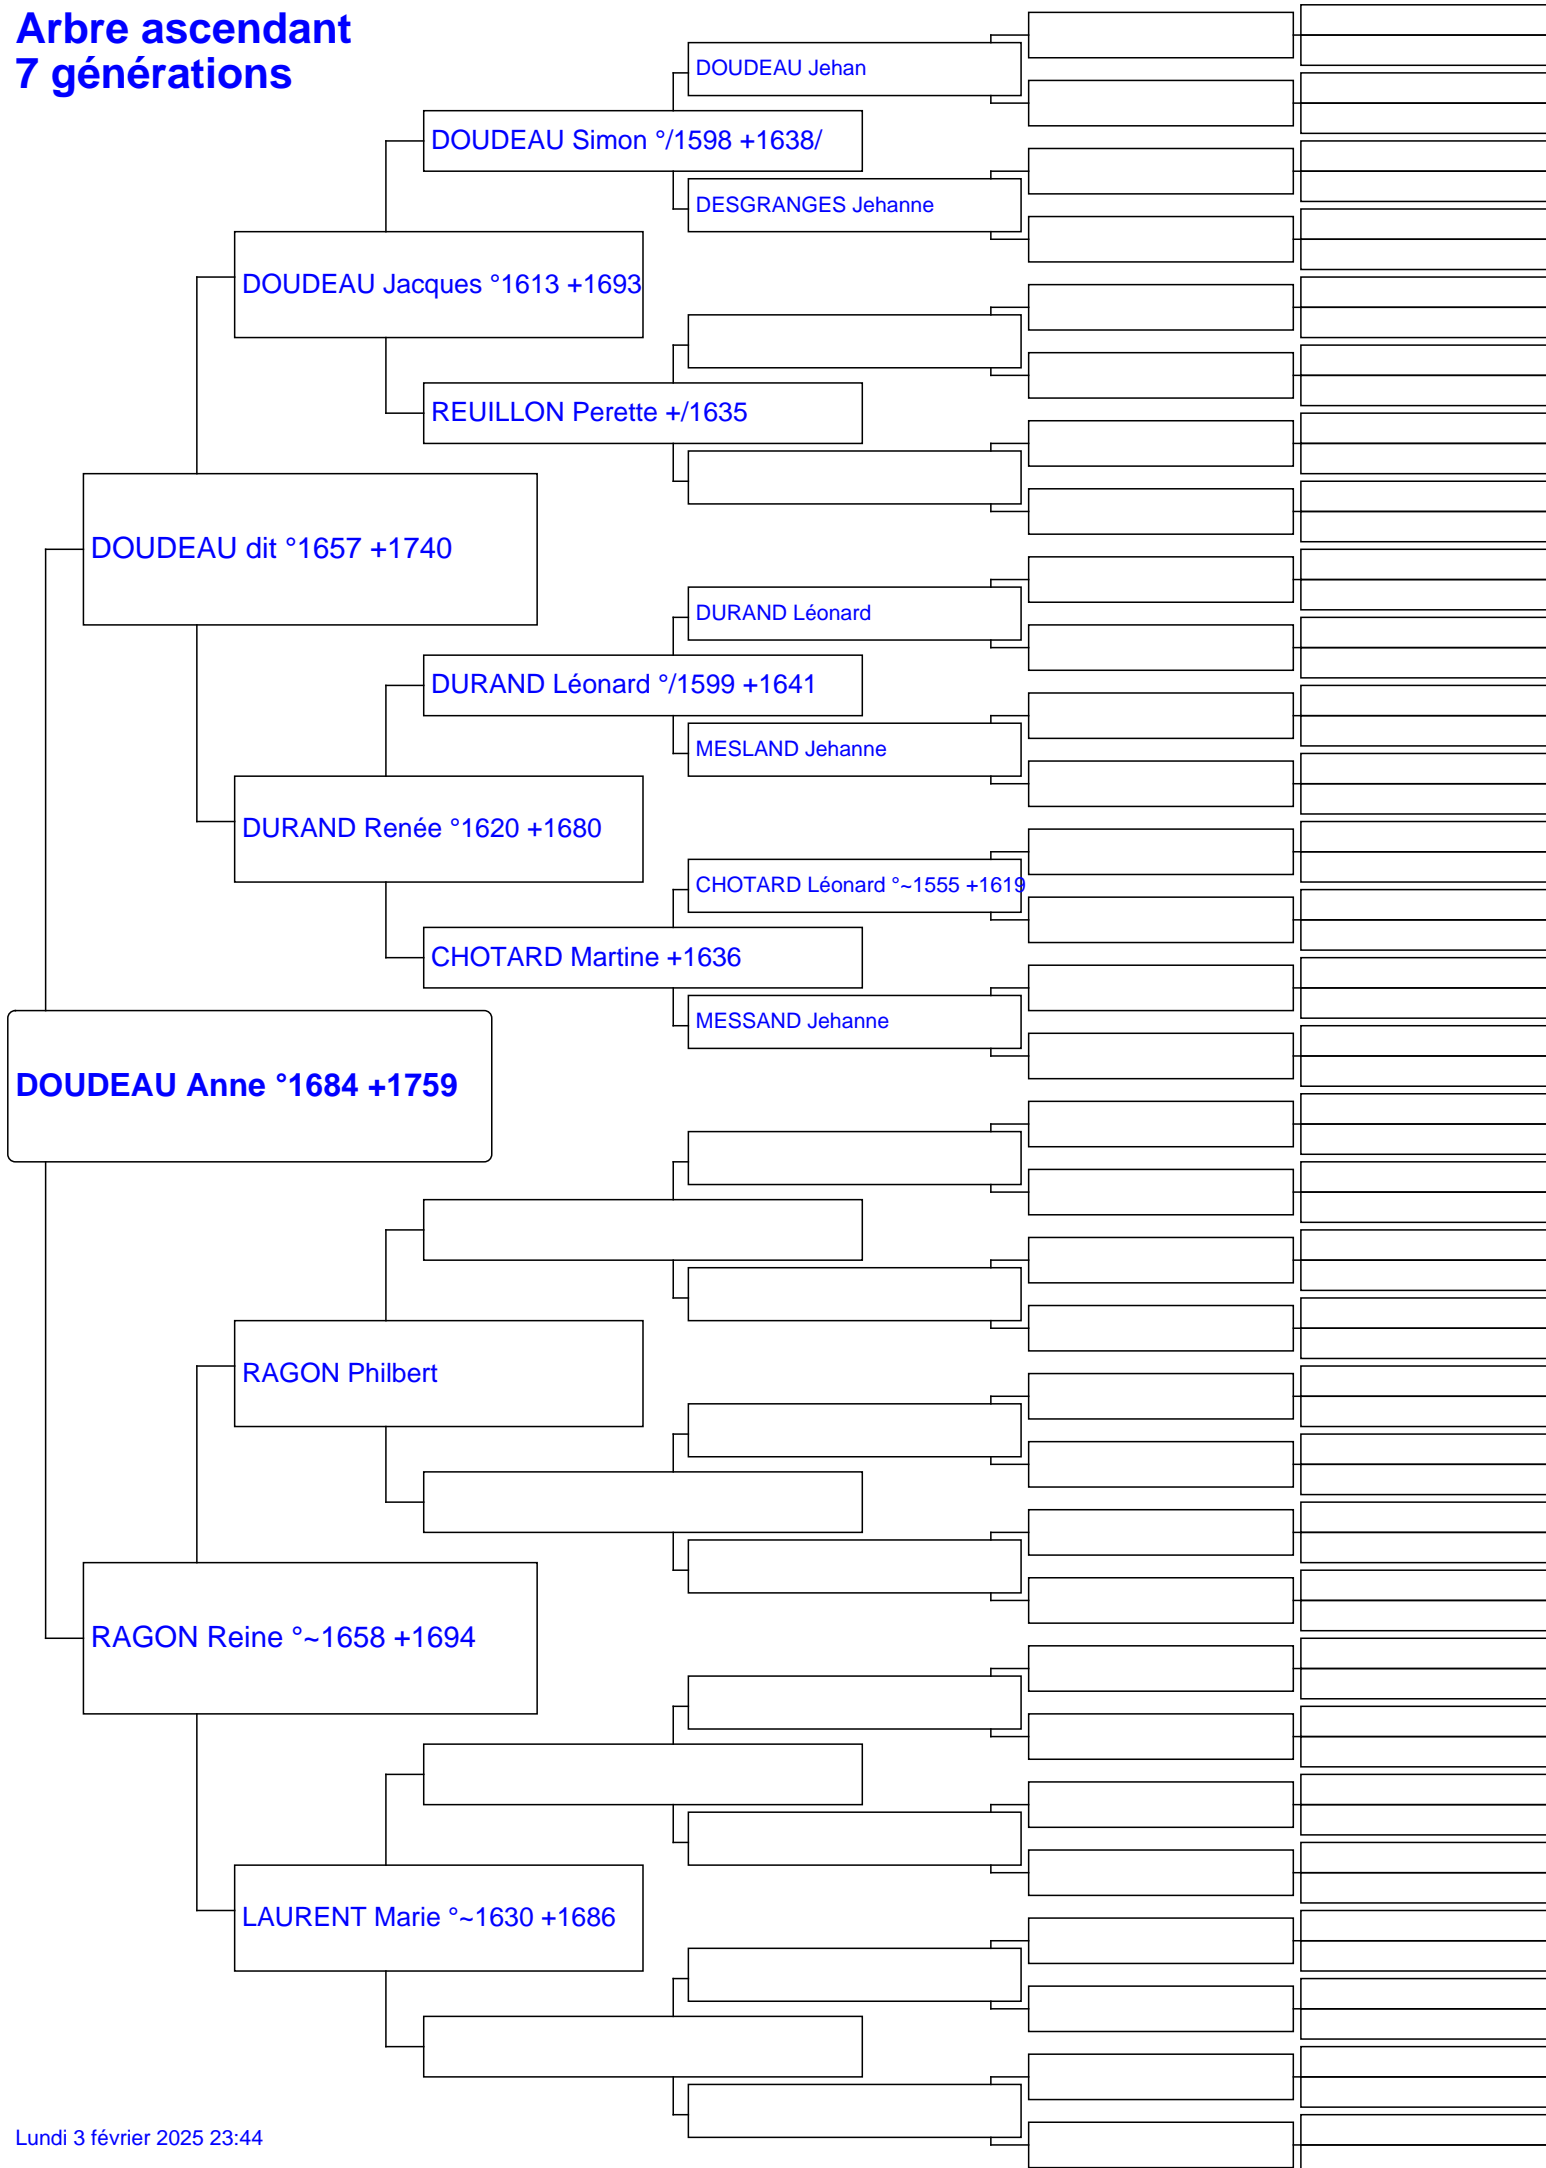 Arbre ascendant
7 générations
DOUDEAU Jehan
DOUDEAU Simon °/1598 +1638/
DESGRANGES Jehanne
DOUDEAU Jacques °1613 +1693
REUILLON Perette +/1635
DOUDEAU dit °1657 +1740
DURAND Léonard
DURAND Léonard °/1599 +1641
MESLAND Jehanne
DURAND Renée °1620 +1680
CHOTARD Léonard °~1555 +1619
CHOTARD Martine +1636
MESSAND Jehanne
DOUDEAU Anne °1684 +1759
RAGON Philbert
RAGON Reine °~1658 +1694
LAURENT Marie °~1630 +1686
Lundi 3 février 2025 23:44